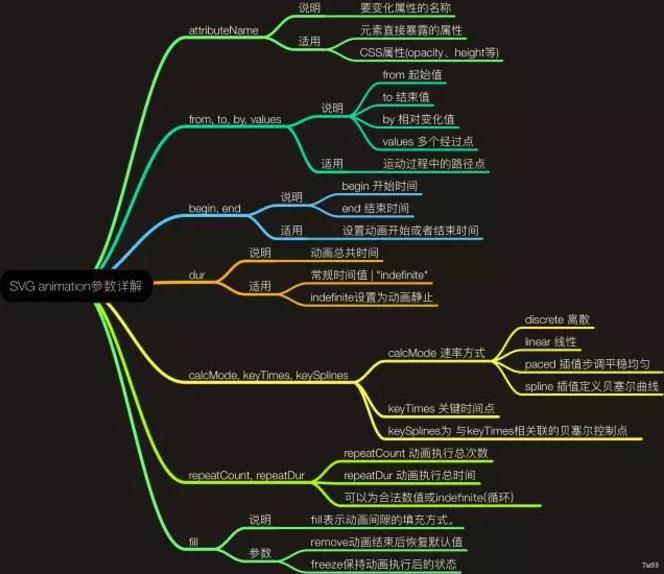 SVG animation参数详解
attributeName
说明
要变化属性的名称
适用
元素直接暴露的属性
CSS属性(opacity、height等)
from, to, by, values
说明
from 起始值
to 结束值
by 相对变化值
values 多个经过点
适用
运动过程中的路径点
begin, end
说明
begin 开始时间
end 结束时间
适用
设置动画开始或者结束时间
dur
说明
动画总共时间
适用
常规时间值 | "indefinite"
indefinite设置为动画静止
calcMode, keyTimes, keySplines
calcMode 速率方式
discrete 离散
linear 线性
paced 插值步调平稳均匀
spline 插值定义贝塞尔曲线
keyTimes 关键时间点
keySpline为 与keyTimes相关联的贝塞尔控制点
repeatCount, repeatDur
repeatCount 动画执行总次数
repeatDur 动画执行总时间
可以为合法数值或indefinite(循环)
fill
说明
fill表示动画间隙的填充方式。
参数
remove动画结束后恢复默认值
freeze保持动画执行后的状态
Tw93